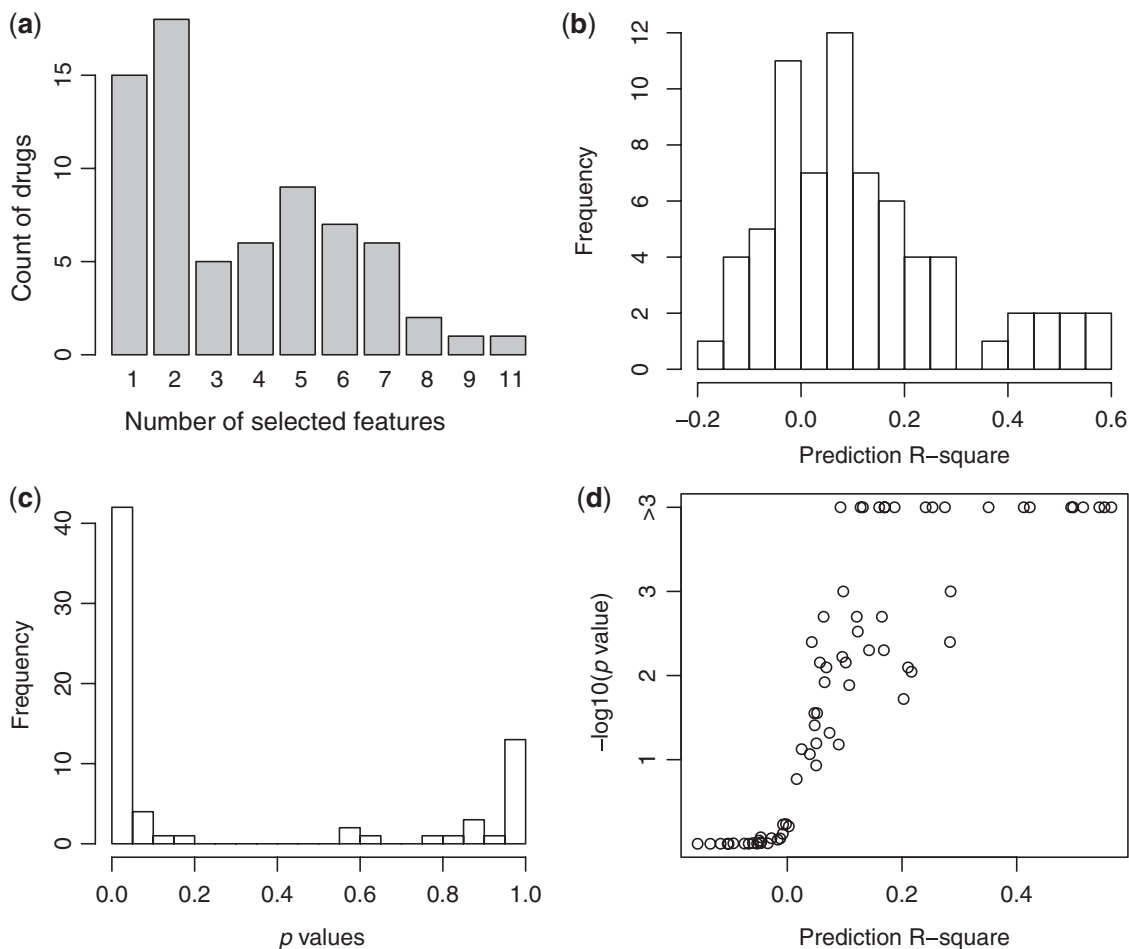 (a)
Count of drugs
15
10
5
0
1 2 3 4 5 6 7 8 9 11
Number of selected features
(b)
Frequency
12
10
8
6
4
2
0
−0.2 0.0 0.2 0.4 0.6
Prediction R−square
(c)
Frequency
40
30
20
10
0
0.0 0.2 0.4 0.6 0.8 1.0
p values
(d)
−log10(p value)
>3
3
2
1
0.0 0.2 0.4
Prediction R−square